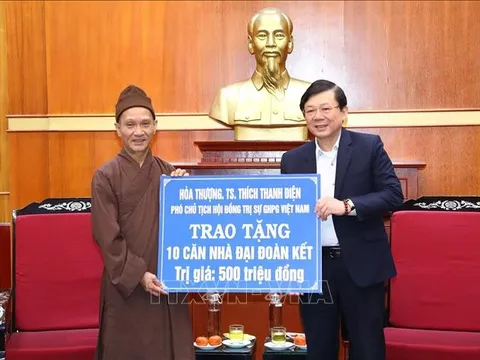 HÒA THƯỢNG. TS. THÍCH THANH ĐIỆN
PHÓ CHỦ TỊCH HỘI ĐỒNG TRỊ SỰ GHPG VIỆT NAM
TRAO TẶNG
10 CĂN NHÀ ĐẠI ĐOÀN KẾT
Trị giá: 500 triệu đồng